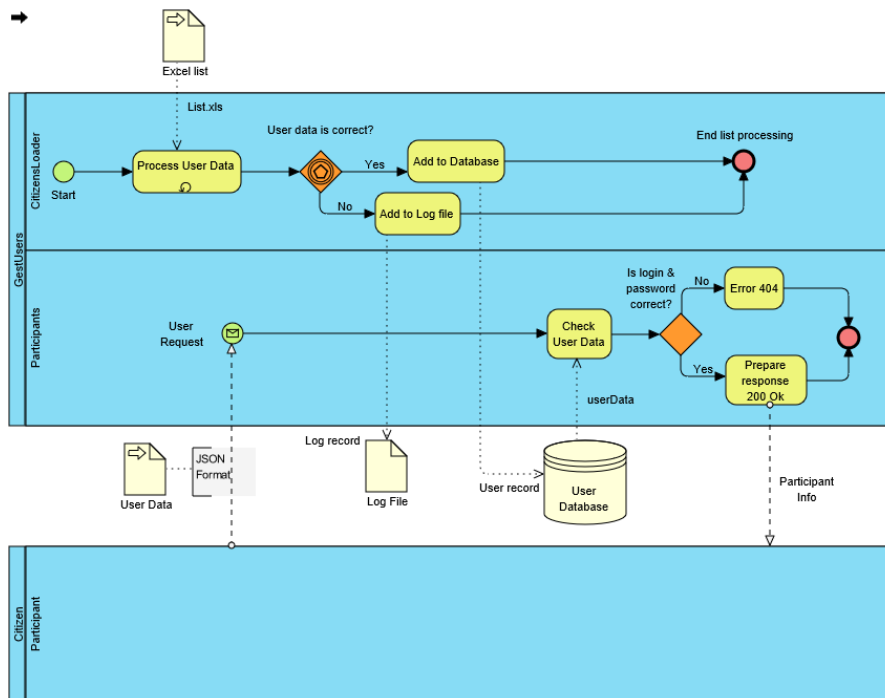 Excel list
List.xls
GestUsers
CitizensLoader
Start
Process User Data
User data is correct?
Yes
No
Add to Database
Add to Log file
End list processing
Participants
User
Request
Check
User Data
Is login &
password
correct?
No
Yes
Error 404
Prepare
response
200 Ok
userData
User Data
JSON
Format
Log record
Log File
User record
User
Database
Participant
Info
Citizen
Participant